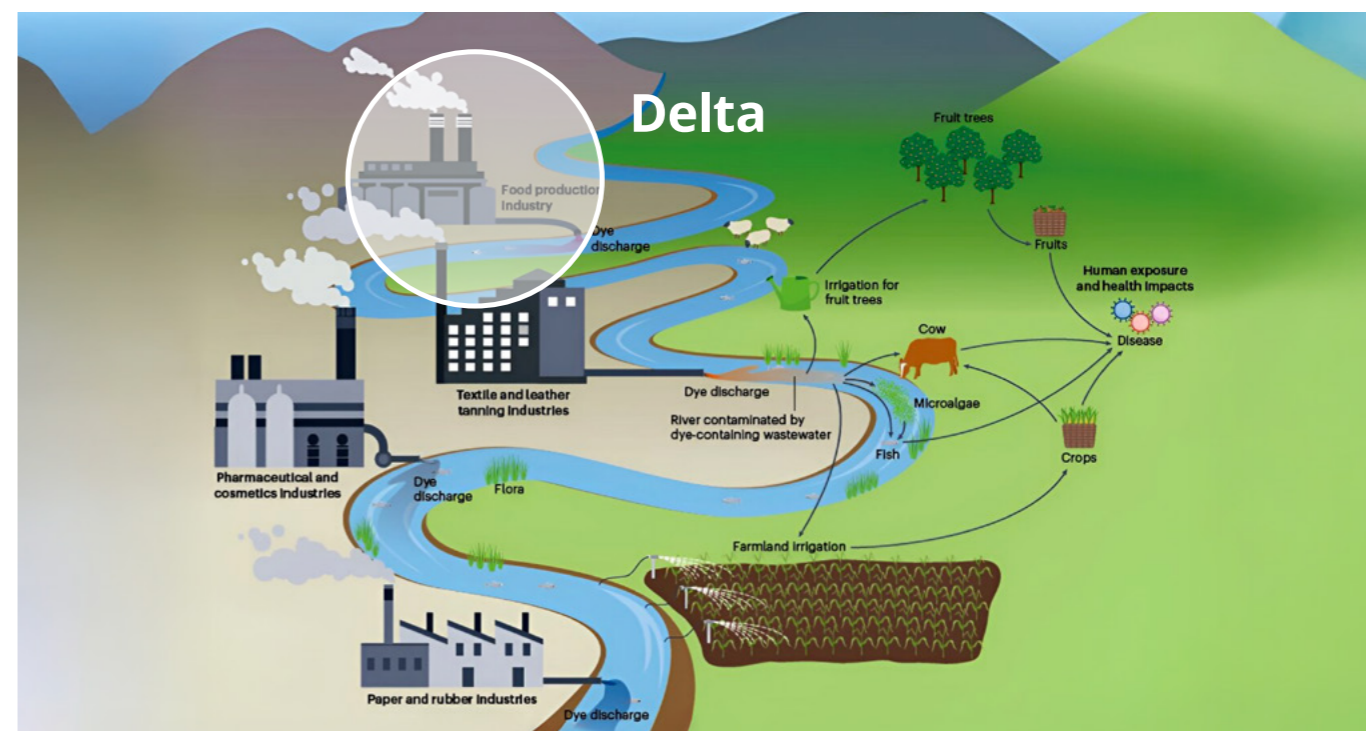 Delta
Fruit trees
Food production
Industry
Dye
discharge
Fruits
Human exposure
and health impacts
Irrigation for
fruit trees
Cow
Disease
Dye discharge
Textile and leather
tanning industries
Microalgae
River contaminated by
dye-containing wastewater
Fish
Crops
Pharmaceutical and
cosmetics industries
Dye
discharge
Flora
Farmland irrigation
Paper and rubber industries
Dye discharge